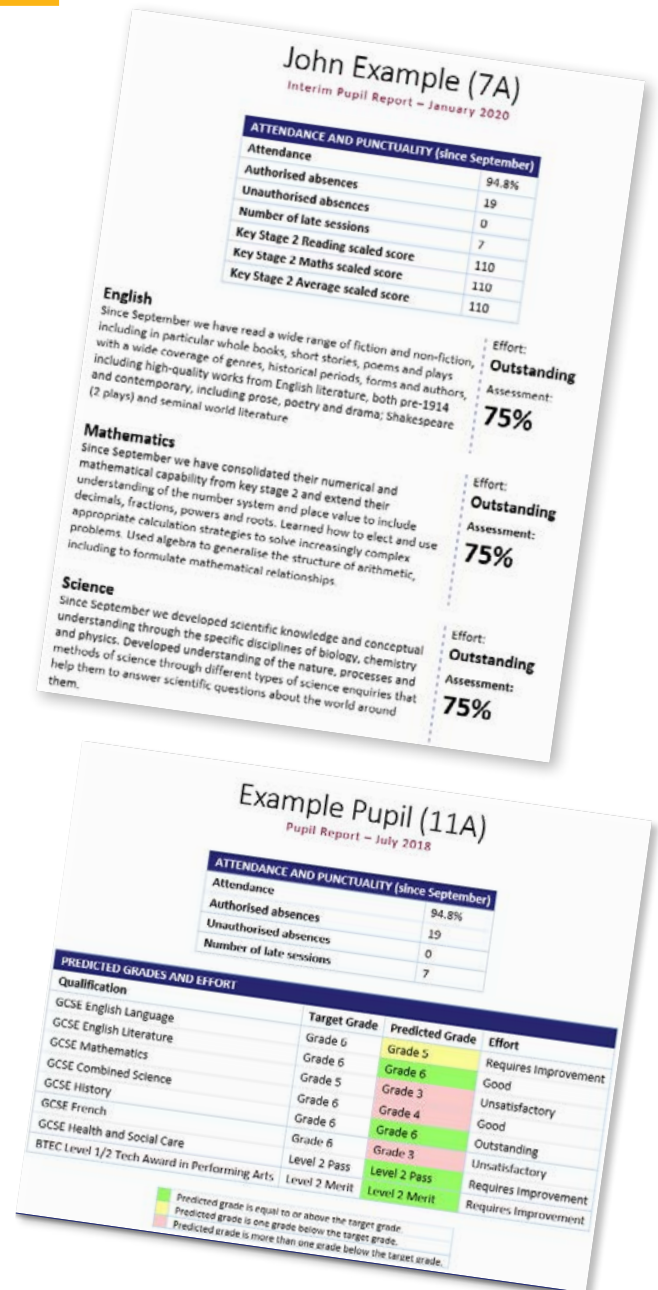 John Example (7A)
Interim Pupil Report – January 2020
ATTENDANCE AND PUNCTUALITY (since September)
Attendance 94.8%
Authorised absences 19
Unauthorised absences 0
Number of late sessions 7
Key Stage 2 Reading scaled score 110
Key Stage 2 Maths scaled score 110
Key Stage 2 Average scaled score 110
English
Since September we have read a wide range of fiction and non-fiction,
including in particular whole books, short stories, poems and plays
with a wide coverage of genres, historical periods, forms and authors,
including high-quality works from English literature, both pre-1914
and contemporary, including prose, poetry and drama; Shakespeare
(2 plays) and seminal world literature
Effort:
Outstanding
Assessment:
75%
Mathematics
Since September we have consolidated their numerical and
mathematical capability from key stage 2 and extend their
understanding of the number system and place value to include
decimals, fractions, powers and roots. Learned how to elect and use
appropriate calculation strategies to solve increasingly complex
problems. Used algebra to generalise the structure of arithmetic,
including to formulate mathematical relationships.
Effort:
Outstanding
Assessment:
75%
Science
Since September we developed scientific knowledge and conceptual
understanding through the specific disciplines of biology, chemistry
and physics. Developed understanding of the nature, processes and
methods of science through different types of science enquiries that
help them to answer scientific questions about the world around
them.
Effort:
Outstanding
Assessment:
75%
Example Pupil (11A)
Pupil Report – July 2018
ATTENDANCE AND PUNCTUALITY (since September)
Attendance 94.8%
Authorised absences 19
Unauthorised absences 0
Number of late sessions 7
PREDICTED GRADES AND EFFORT
Qualification Target Grade Predicted Grade Effort
GCSE English Language Grade 6 Grade 5 Requires Improvement
GCSE English Literature Grade 6 Grade 6 Good
GCSE Mathematics Grade 5 Grade 3 Unsatisfactory
GCSE Combined Science Grade 6 Grade 4 Good
GCSE History Grade 6 Grade 6 Outstanding
GCSE French Grade 6 Grade 3 Unsatisfactory
GCSE Health and Social Care Level 2 Pass Level 2 Pass Requires Improvement
BTEC Level 1/2 Tech Award in Performing Arts Level 2 Merit Level 2 Merit Requires Improvement
Predicted grade is equal to or above the target grade.
Predicted grade is one grade below the target grade.
Predicted grade is more than one grade below the target grade.